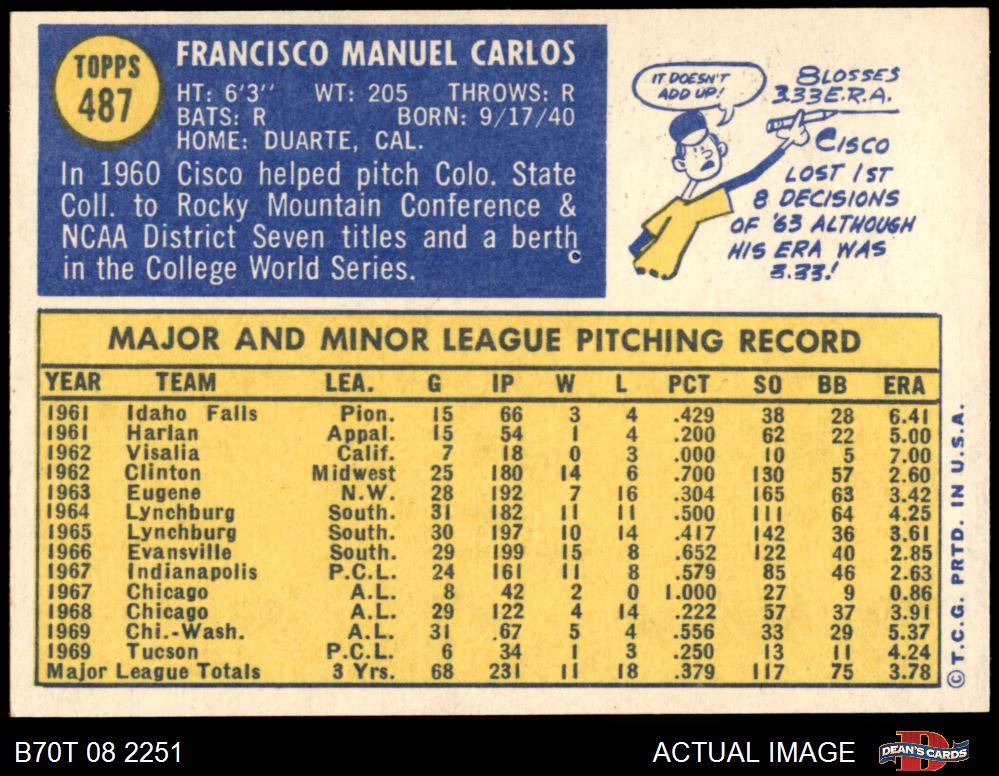 TOPPS
487
FRANCISCO MANUEL CARLOS
HT: 6'3" WT: 205 THROWS: R
BATS: R BORN: 9/17/40
HOME: DUARTE, CAL.
In 1960 Cisco helped pitch Colo. State
Coll. to Rocky Mountain Conference &
NCAA District Seven titles and a berth
in the College World Series.
C
IT DOESN'T
ADD UP!
8 LOSSES
3.33 E.R.A.
CISCO
LOST 1ST
8 DECISIONS
OF '63 ALTHOUGH
HIS ERA WAS
3.33!
MAJOR AND MINOR LEAGUE PITCHING RECORD
YEAR TEAM LEA. G IP W L PCT SO BB ERA
1961 Idaho Falls Pion. 15 66 3 4 .429 38 28 6.41
1961 Harlan Appal. 15 54 1 4 .200 62 22 5.00
1962 Visalia Calif. 7 18 0 3 .000 10 5 7.00
1962 Clinton Midwest 25 180 14 6 .700 130 57 2.60
1963 Eugene N.W. 28 192 7 16 .304 165 63 3.42
1964 Lynchburg South. 31 182 11 11 .500 111 64 4.25
1965 Lynchburg South. 30 197 10 14 .417 142 36 3.61
1966 Evansville South. 29 199 15 8 .652 122 40 2.85
1967 Indianapolis P.C.L. 24 161 11 8 .579 85 46 2.63
1967 Chicago A.L. 8 42 2 0 1.000 27 9 0.86
1968 Chicago A.L. 29 122 4 14 .222 57 37 3.91
1969 Chi.-Wash. A.L. 31 67 5 4 .556 33 29 5.37
1969 Tucson P.C.L. 6 34 1 3 .250 13 11 4.24
Major League Totals 3 Yrs. 68 231 11 18 .379 117 75 3.78
© T.C.G. PRTD. IN U.S.A.
B70T 08 2251
ACTUAL IMAGE
DEAN'S CARDS